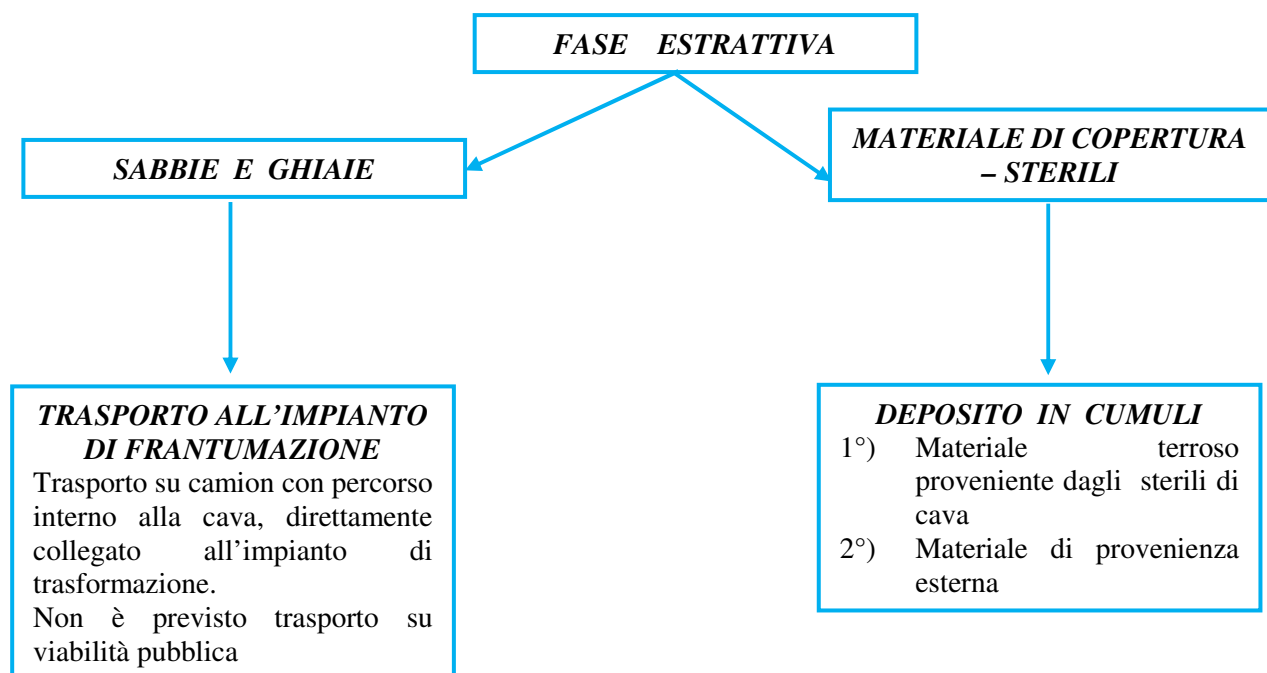 FASE ESTRATTIVA
SABBIE E GHIAIE
MATERIALE DI COPERTURA
– STERILI
TRASPORTO ALL’IMPIANTO
DI FRANTUMAZIONE
Trasporto su camion con percorso
interno alla cava, direttamente
collegato all’impianto di
trasformazione.
Non è previsto trasporto su
viabilità pubblica
DEPOSITO IN CUMULI
1°) Materiale terroso
proveniente dagli sterili di
cava
2°) Materiale di provenienza
esterna